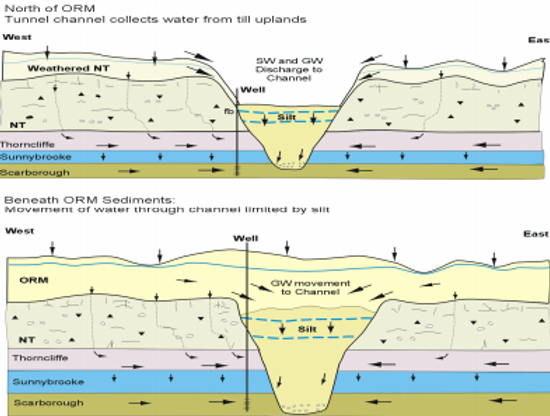 North of ORM
Tunnel channel collects water from till uplands
West
Eas
SW and GW
Discharge to
Channel
Weathered NT
Well
fb
Silt
NT
Thorncliffe
Sunnybrooke
Scarborough
Beneath ORM Sediments:
Movement of water through channel limited by silt
West
Well
East
ORM
GW movement
to Channel
Silt
NT
Thorncliffe
Sunnybrooke
Scarborough